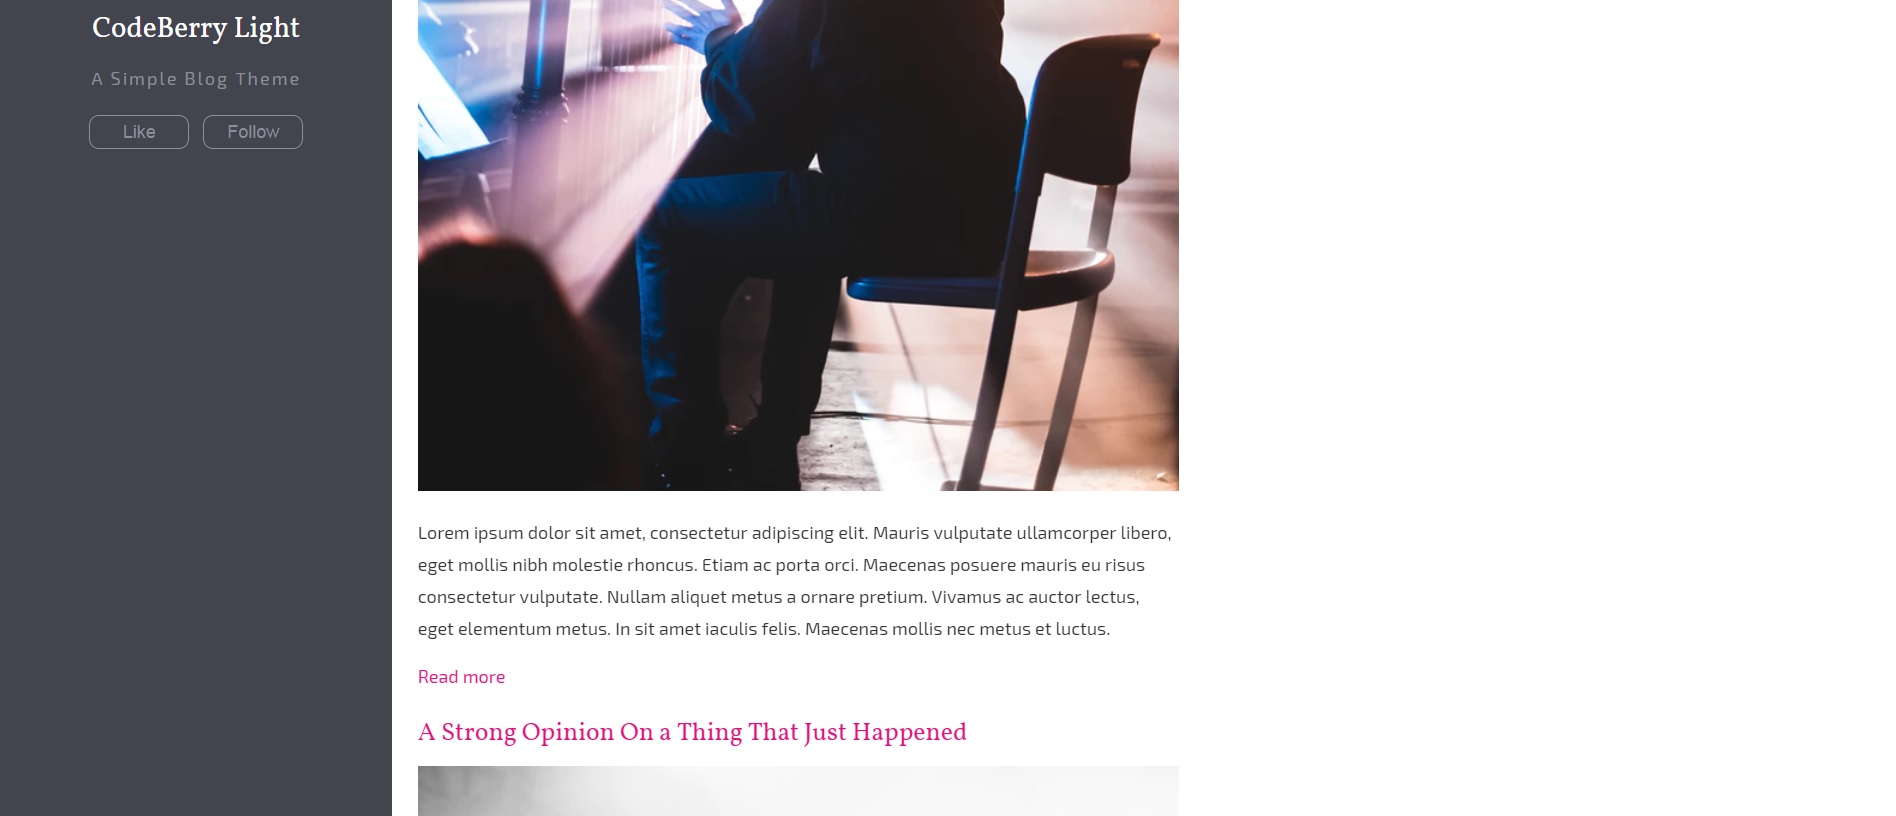 CodeBerry Light
A Simple Blog Theme
Like
Follow
Lorem ipsum dolor sit amet, consectetur adipiscing elit. Mauris vulputate ullamcorper libero,
eget mollis nibh molestie rhoncus. Etiam ac porta orci. Maecenas posuere mauris eu risus
consectetur vulputate. Nullam aliquet metus a ornare pretium. Vivamus ac auctor lectus,
eget elementum metus. In sit amet iaculis felis. Maecenas mollis nec metus et luctus.
Read more
A Strong Opinion On a Thing That Just Happened